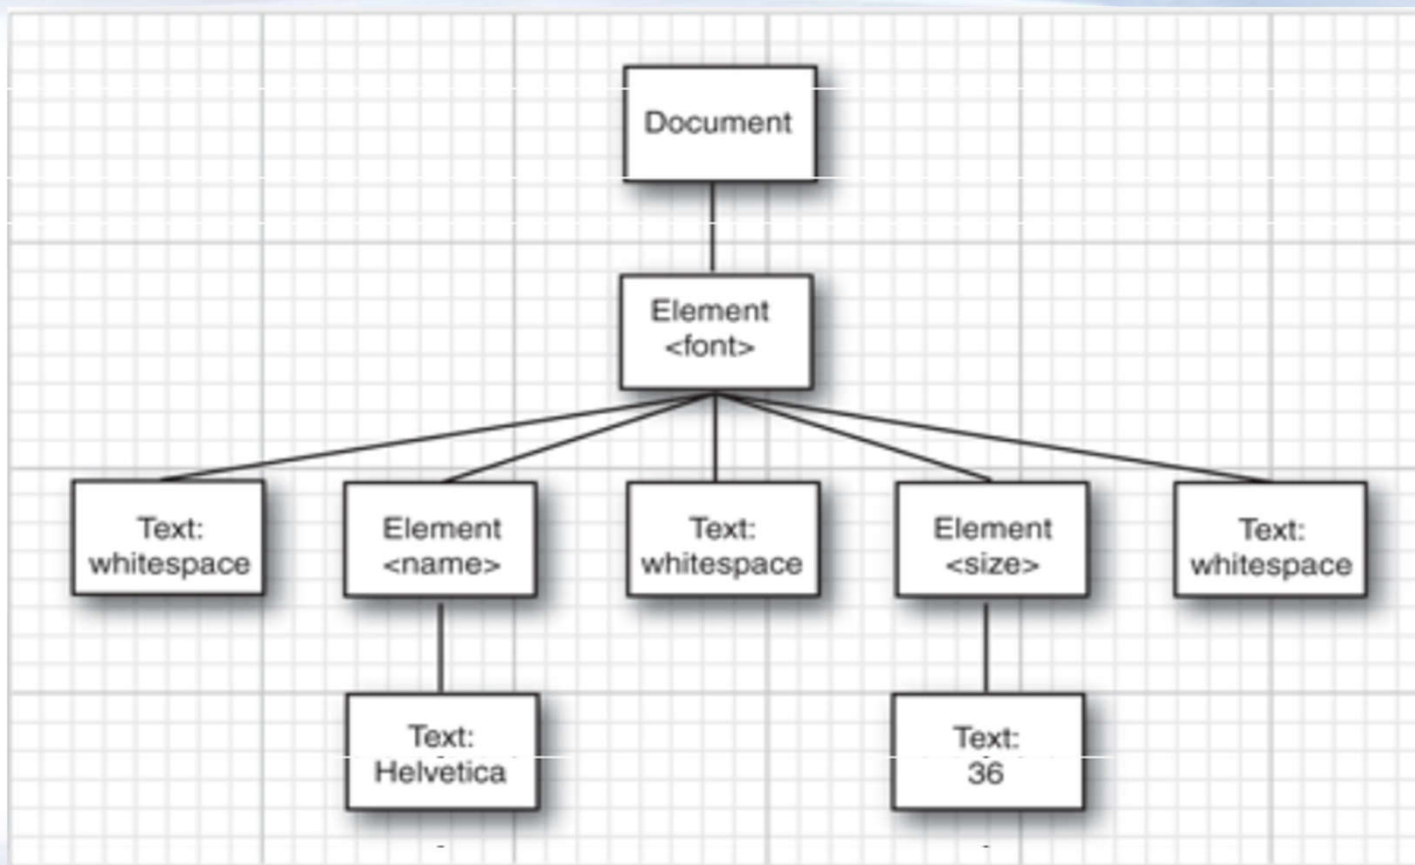 Document
Element
<font>
Text:
whitespace
Element
<name>
Text:
whitespace
Element
<size>
Text:
whitespace
Text:
Helvetica
Text:
36